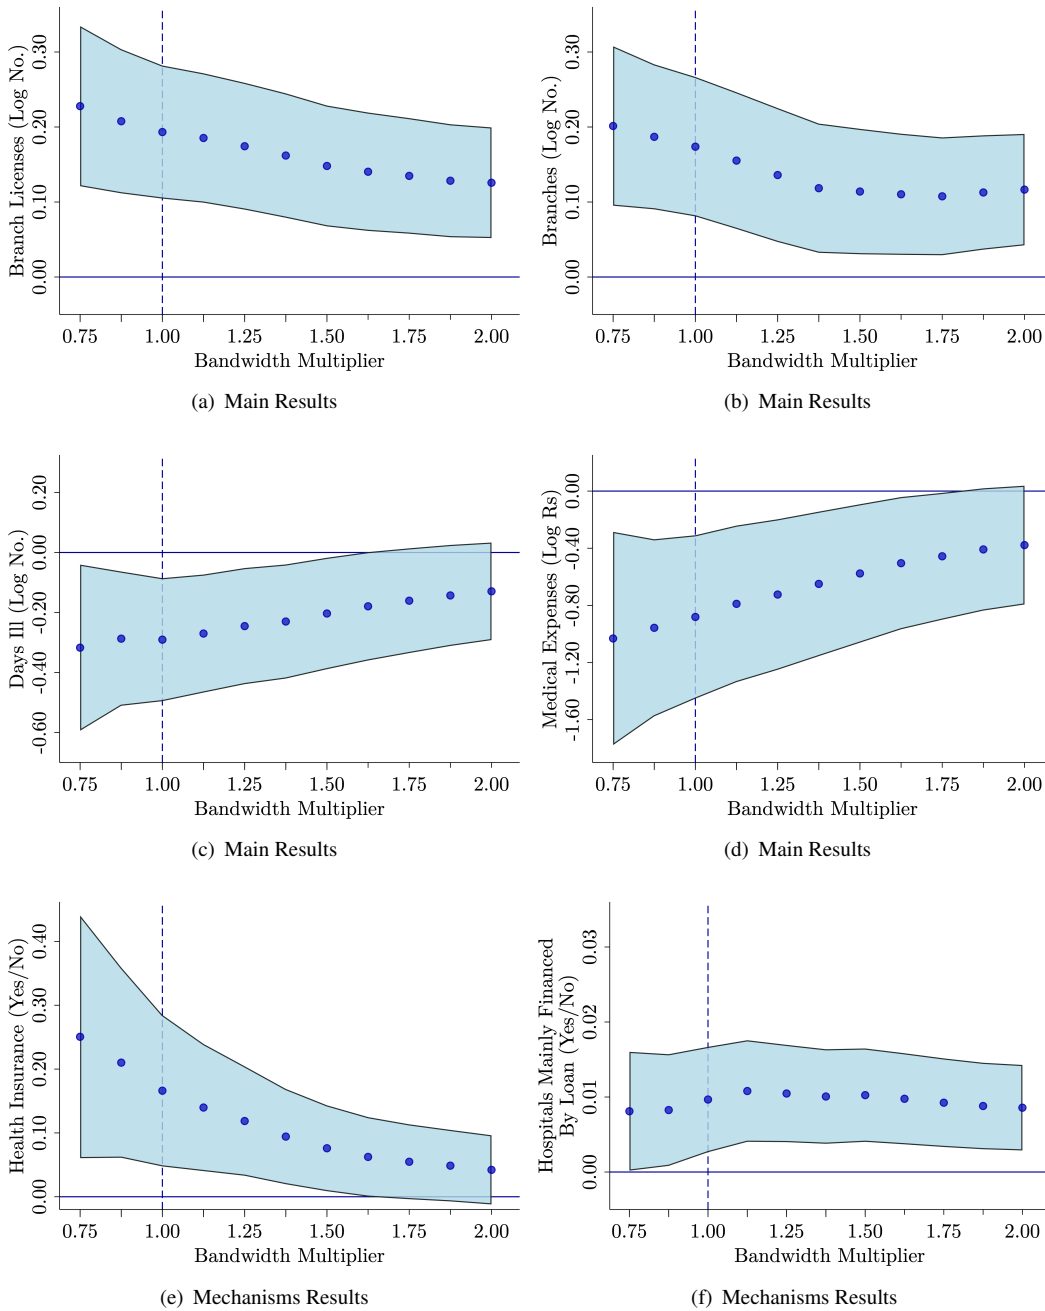 Branch Licenses (Log No.)
0.30
0.20
0.10
0.00
0.75 1.00 1.25 1.50 1.75 2.00
Bandwidth Multiplier
(a) Main Results
Branches (Log No.)
0.30
0.20
0.10
0.00
0.75 1.00 1.25 1.50 1.75 2.00
Bandwidth Multiplier
(b) Main Results
Days Ill (Log No.)
0.20
0.00
-0.20
-0.40
-0.60
0.75 1.00 1.25 1.50 1.75 2.00
Bandwidth Multiplier
(c) Main Results
Medical Expenses (Log Rs)
0.00
-0.40
-0.80
-1.20
-1.60
0.75 1.00 1.25 1.50 1.75 2.00
Bandwidth Multiplier
(d) Main Results
Health Insurance (Yes/No)
0.40
0.30
0.20
0.10
0.00
0.75 1.00 1.25 1.50 1.75 2.00
Bandwidth Multiplier
(e) Mechanisms Results
Hospitals Mainly Financed
By Loan (Yes/No)
0.03
0.02
0.01
0.00
0.75 1.00 1.25 1.50 1.75 2.00
Bandwidth Multiplier
(f) Mechanisms Results